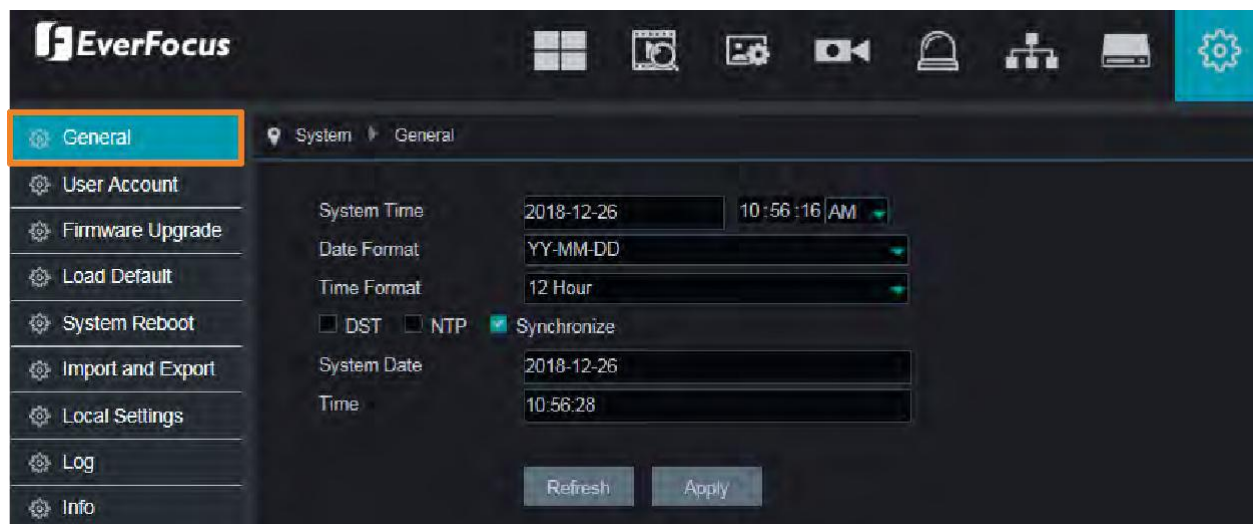 EverFocus
General
User Account
Firmware Upgrade
Load Default
System Reboot
Import and Export
Local Settings
Log
Info
System General
System Time 2018-12-26 10:56:16 AM
Date Format YY-MM-DD
Time Format 12 Hour
DST NTP Synchronize
System Date 2018-12-26
Time 10:56:28
Refresh Apply